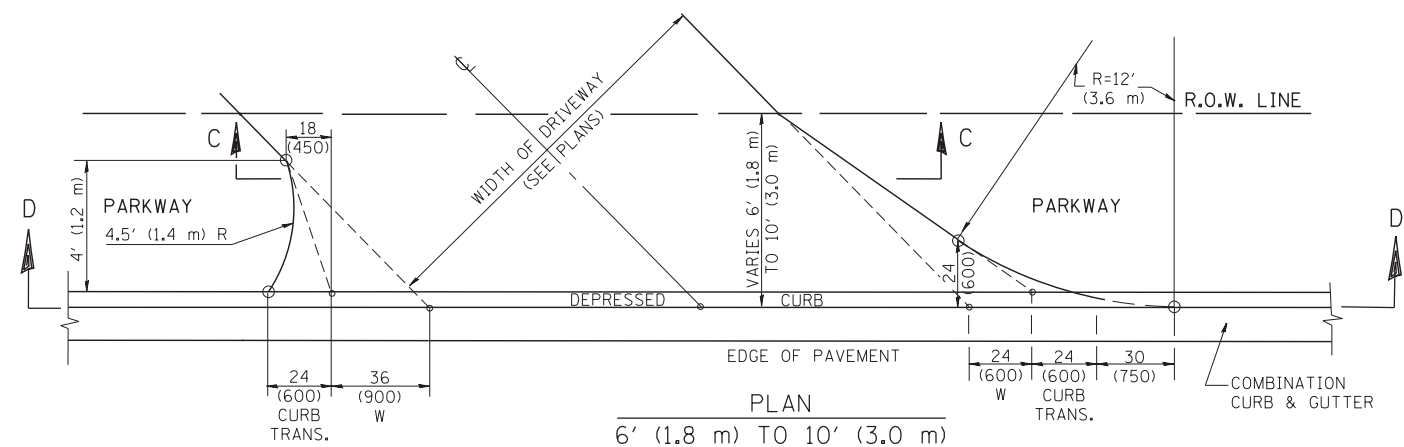 R=12'
(3.6 m)
R.O.W. LINE
℄
WIDTH OF DRIVEWAY
(SEE PLANS)
18
(450)
C
C
VARIES 6' (1.8 m)
TO 10' (3.0 m)
4' (1.2 m)
PARKWAY
PARKWAY
D
D
4.5' (1.4 m) R
24
(600)
DEPRESSED CURB
EDGE OF PAVEMENT
24
(600)
CURB
TRANS.
36
(900)
W
24
(600)
W
24
(600)
CURB
TRANS.
30
(750)
COMBINATION
CURB & GUTTER
PLAN
6' (1.8 m) TO 10' (3.0 m)